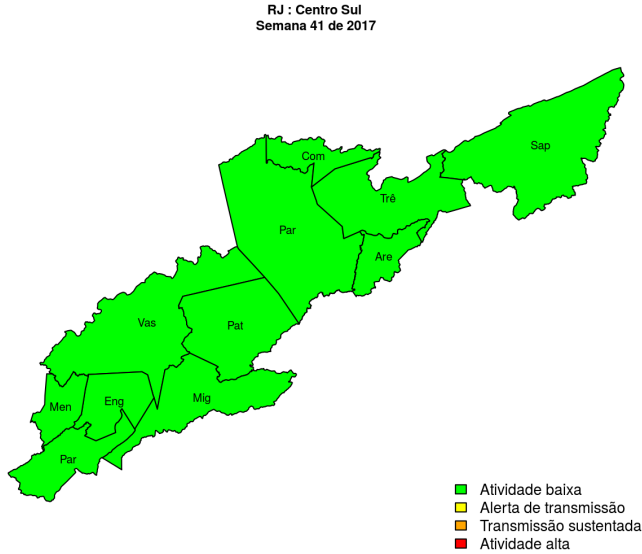 RJ : Centro Sul
Semana 41 de 2017
Sap
Com
Trê
Par
Are
Vas
Pat
Mig
Men
Eng
Par
Atividade baixa
Alerta de transmissão
Transmissão sustentada
Atividade alta